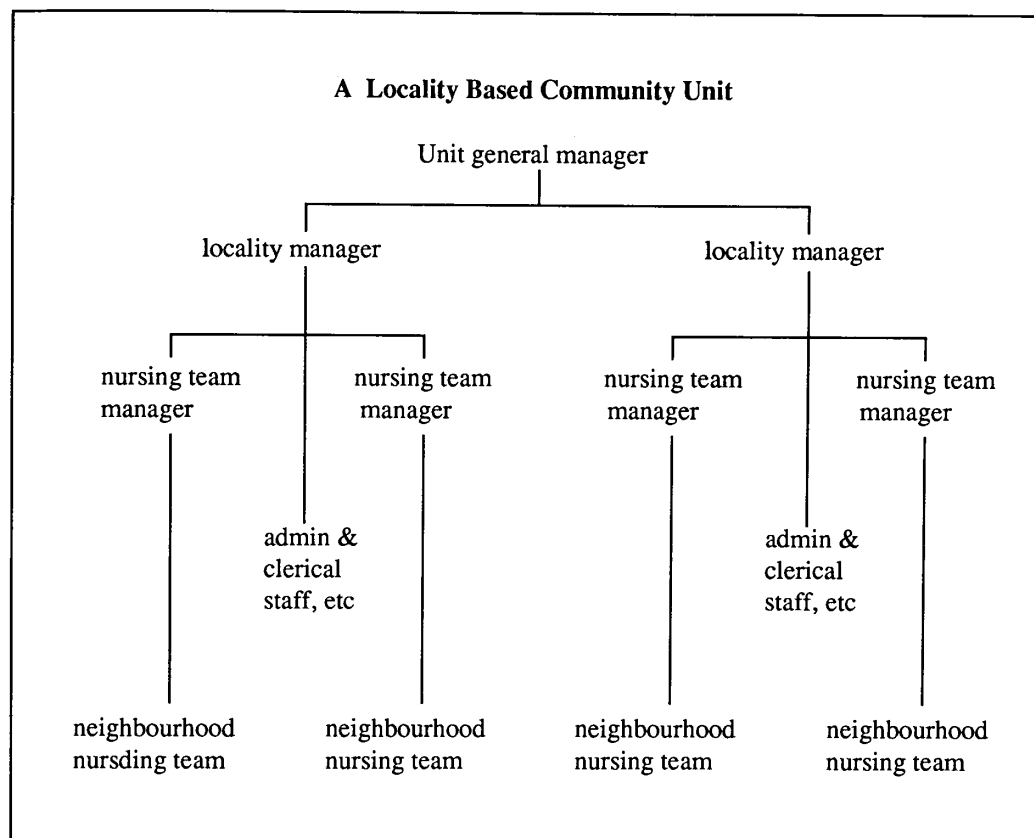 A Locality Based Community Unit
Unit general manager
locality manager
locality manager
nursing team
manager
nursing team
manager
nursing team
manager
nursing team
manager
admin &
clerical
staff, etc
admin &
clerical
staff, etc
neighbourhood
nursding team
neighbourhood
nursing team
neighbourhood
nursing team
neighbourhood
nursing team